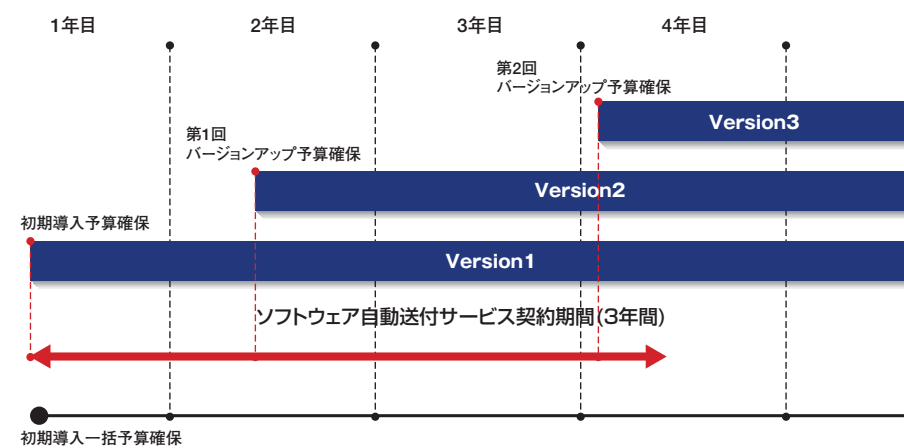 1年目
2年目
3年目
4年目
第2回
バージョンアップ予算確保
Version3
第1回
バージョンアップ予算確保
Version2
初期導入予算確保
Version1
ソフトウェア自動送付サービス契約期間(3年間)
初期導入一括予算確保